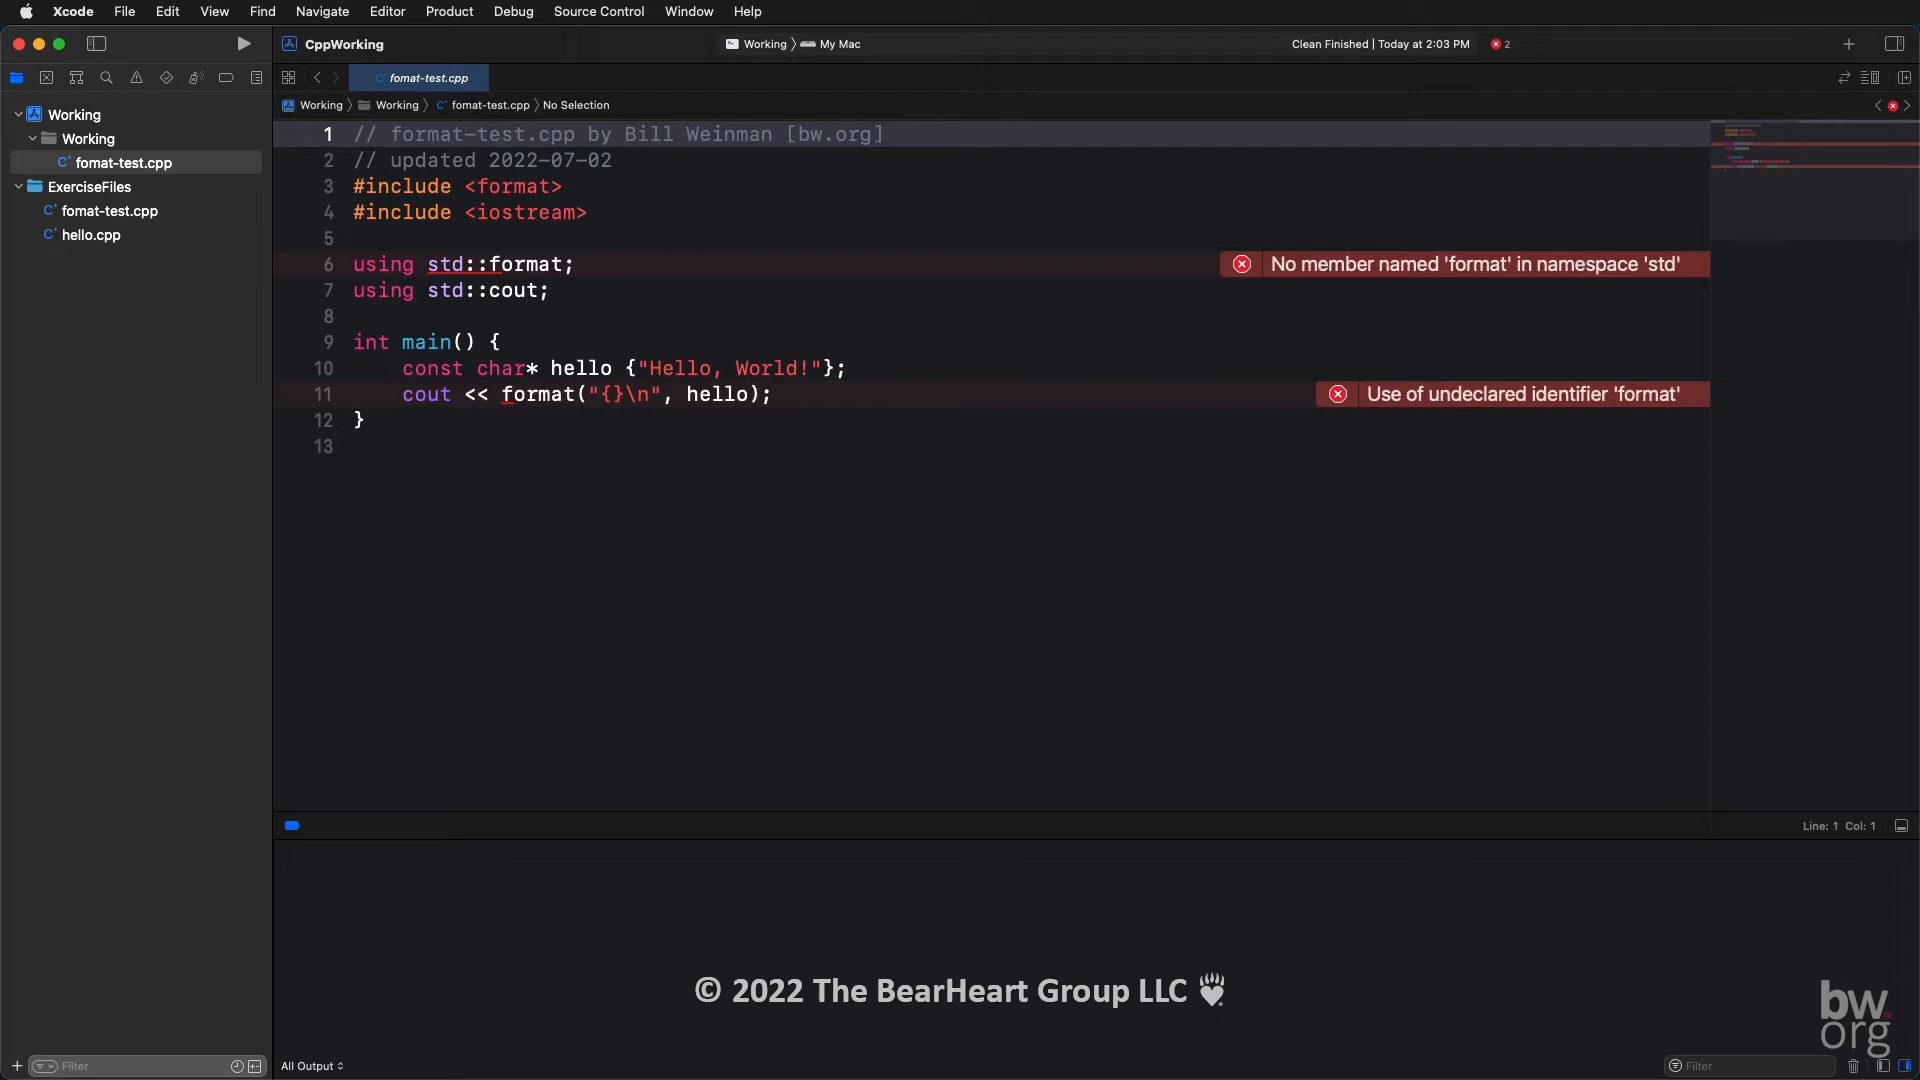 Xcode File Edit View Find Navigate Editor Product Debug Source Control Window Help
CppWorking
Working 〉 My Mac
Clean Finished | Today at 2:03 PM
2
fomat-test.cpp
Working 〉 Working 〉 fomat-test.cpp 〉 No Selection
Working
Working
fomat-test.cpp
ExerciseFiles
fomat-test.cpp
hello.cpp
1 // format-test.cpp by Bill Weinman [bw.org]
2 // updated 2022-07-02
3 #include <format>
4 #include <iostream>
5
6 using std::format; No member named 'format' in namespace 'std'
7 using std::cout;
8
9 int main() {
10 const char* hello {"Hello, World!"};
11 cout << format("{}\n", hello); Use of undeclared identifier 'format'
12 }
13
Line: 1 Col: 1
© 2022 The BearHeart Group LLC
bw.
org
Filter
All Output
Filter